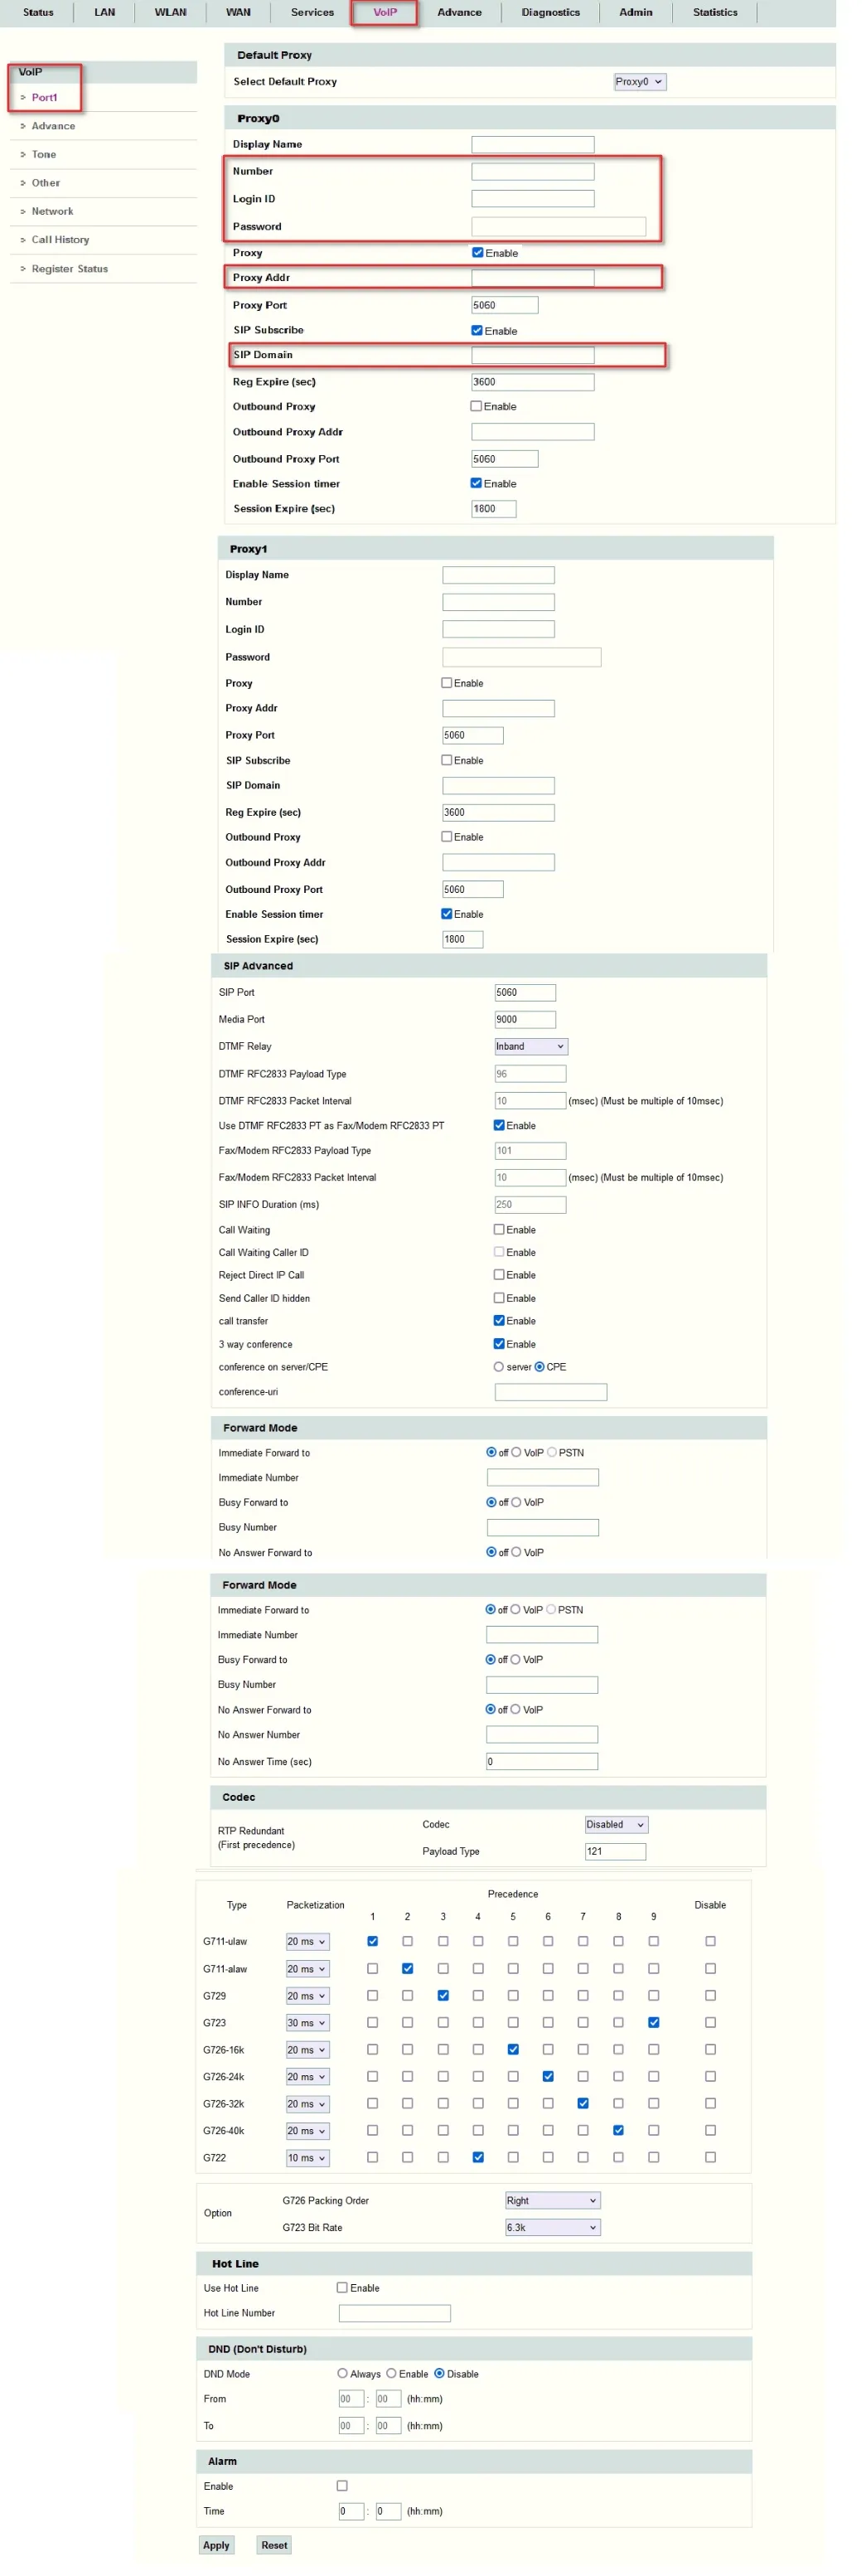 Status LAN WLAN WAN Services VoIP Advance Diagnostics Admin Statistics
VoIP
> Port1
> Advance
> Tone
> Other
> Network
> Call History
> Register Status
Default Proxy
Select Default Proxy Proxy0
Proxy0
Display Name
Number
Login ID
Password
Proxy Enable
Proxy Addr
Proxy Port 5060
SIP Subscribe Enable
SIP Domain
Reg Expire (sec) 3600
Outbound Proxy Enable
Outbound Proxy Addr
Outbound Proxy Port 5060
Enable Session timer Enable
Session Expire (sec) 1800
Proxy1
Display Name
Number
Login ID
Password
Proxy Enable
Proxy Addr
Proxy Port 5060
SIP Subscribe Enable
SIP Domain
Reg Expire (sec) 3600
Outbound Proxy Enable
Outbound Proxy Addr
Outbound Proxy Port 5060
Enable Session timer Enable
Session Expire (sec) 1800
SIP Advanced
SIP Port 5060
Media Port 9000
DTMF Relay Inband
DTMF RFC2833 Payload Type 96
DTMF RFC2833 Packet Interval 10 (msec) (Must be multiple of 10msec)
Use DTMF RFC2833 PT as Fax/Modem RFC2833 PT Enable
Fax/Modem RFC2833 Payload Type 101
Fax/Modem RFC2833 Packet Interval 10 (msec) (Must be multiple of 10msec)
SIP INFO Duration (ms) 250
Call Waiting Enable
Call Waiting Caller ID Enable
Reject Direct IP Call Enable
Send Caller ID hidden Enable
call transfer Enable
3 way conference Enable
conference on server/CPE server CPE
conference-uri
Forward Mode
Immediate Forward to off VoIP PSTN
Immediate Number
Busy Forward to off VoIP
Busy Number
No Answer Forward to off VoIP
Forward Mode
Immediate Forward to off VoIP PSTN
Immediate Number
Busy Forward to off VoIP
Busy Number
No Answer Forward to off VoIP
No Answer Number
No Answer Time (sec) 0
Codec
RTP Redundant
(First precedence)
Codec Disabled
Payload Type 121
Type Packetization Precedence Disable
1 2 3 4 5 6 7 8 9
G711-ulaw 20 ms
G711-alaw 20 ms
G729 20 ms
G723 30 ms
G726-16k 20 ms
G726-24k 20 ms
G726-32k 20 ms
G726-40k 20 ms
G722 10 ms
Option
G726 Packing Order Right
G723 Bit Rate 6.3k
Hot Line
Use Hot Line Enable
Hot Line Number
DND (Don't Disturb)
DND Mode Always Enable Disable
From 00 : 00 (hh:mm)
To 00 : 00 (hh:mm)
Alarm
Enable
Time 0 : 0 (hh:mm)
Apply Reset